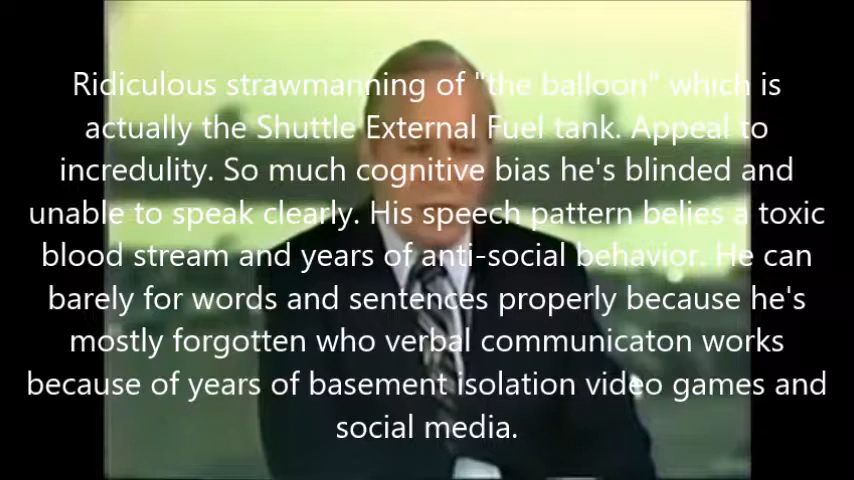 Ridiculous strawmanning of "the balloon" which is
actually the Shuttle External Fuel tank. Appeal to
incredulity. So much cognitive bias he's blinded and
unable to speak clearly. His speech pattern belies a toxic
blood stream and years of anti-social behavior. He can
barely for words and sentences properly because he's
mostly forgotten who verbal communicaton works
because of years of basement isolation video games and
social media.